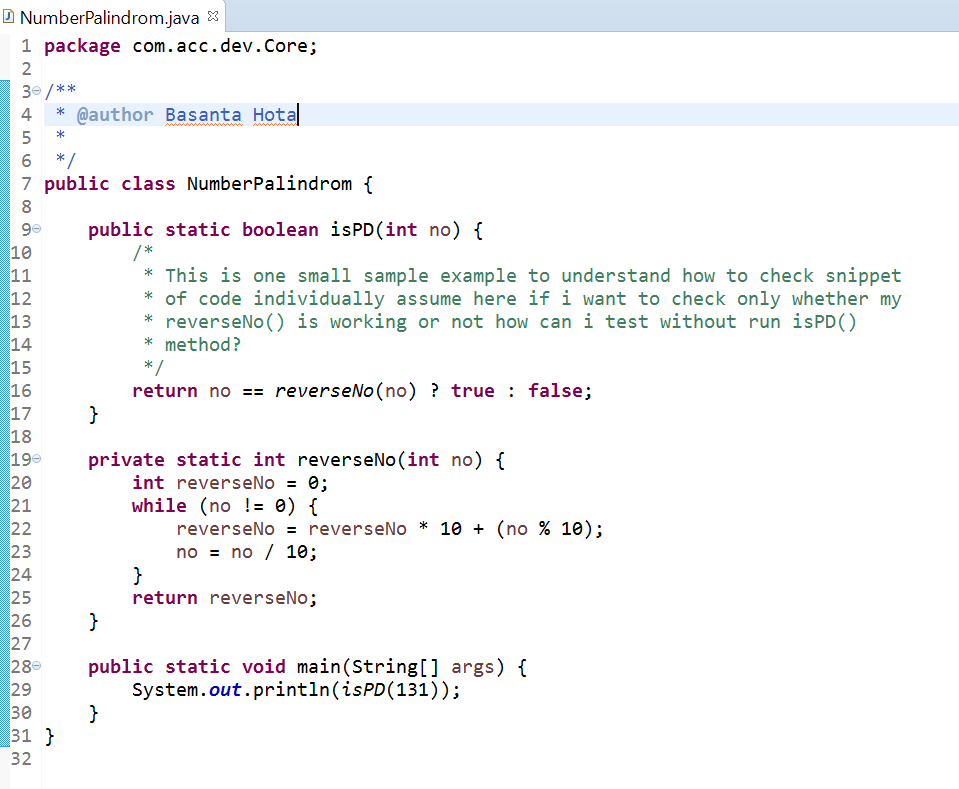 NumberPalindrom.java
1 package com.acc.dev.Core;
2
3 /**
4  * @author Basanta Hota
5  *
6  */
7 public class NumberPalindrom {
8
9     public static boolean isPD(int no) {
10         /*
11          * This is one small sample example to understand how to check snippet
12          * of code individually assume here if i want to check only whether my
13          * reverseNo() is working or not how can i test without run isPD()
14          * method?
15          */
16         return no == reverseNo(no) ? true : false;
17     }
18
19     private static int reverseNo(int no) {
20         int reverseNo = 0;
21         while (no != 0) {
22             reverseNo = reverseNo * 10 + (no % 10);
23             no = no / 10;
24         }
25         return reverseNo;
26     }
27
28     public static void main(String[] args) {
29         System.out.println(isPD(131));
30     }
31 }
32